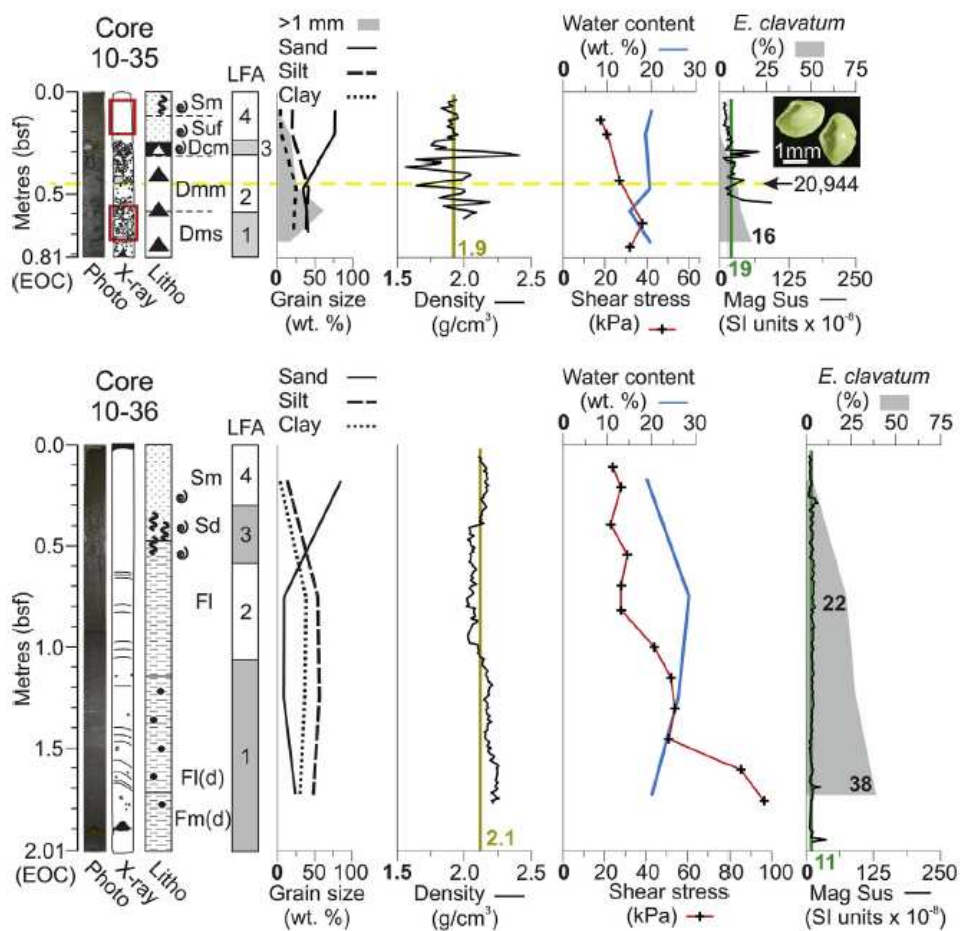 Core
10-35
>1 mm
Sand
Silt
LFA Clay
Water content
(wt. %)
0 10 20 30
E. clavatum
(%)
0 25 50 75
0.0
0.5
0.81
(EOC)
Metres (bsf)
Sm
Suf
Dcm
Dmm
Dms
4
3
2
1
1.9
1mm
20,944
16
19
Photo
X-ray
Litho
0 25 50 75
Grain size
(wt. %)
1.5 2.0 2.5
Density
(g/cm³)
0 20 40 60
Shear stress
(kPa)
0 125 250
Mag Sus
(SI units x 10⁻⁸)
Core
10-36
Sand
Silt
LFA Clay
Water content
(wt. %)
0 10 20 30
E. clavatum
(%)
0 25 50 75
0.0
0.5
1.0
1.5
2.01
(EOC)
Metres (bsf)
Sm
Sd
Fl
Fl(d)
Fm(d)
4
3
2
1
2.1
22
38
11
Photo
X-ray
Litho
0 25 50 75
Grain size
(wt. %)
1.5 2.0 2.5
Density
(g/cm³)
0 20 40 60 80 100
Shear stress
(kPa)
0 125 250
Mag Sus
(SI units x 10⁻⁸)